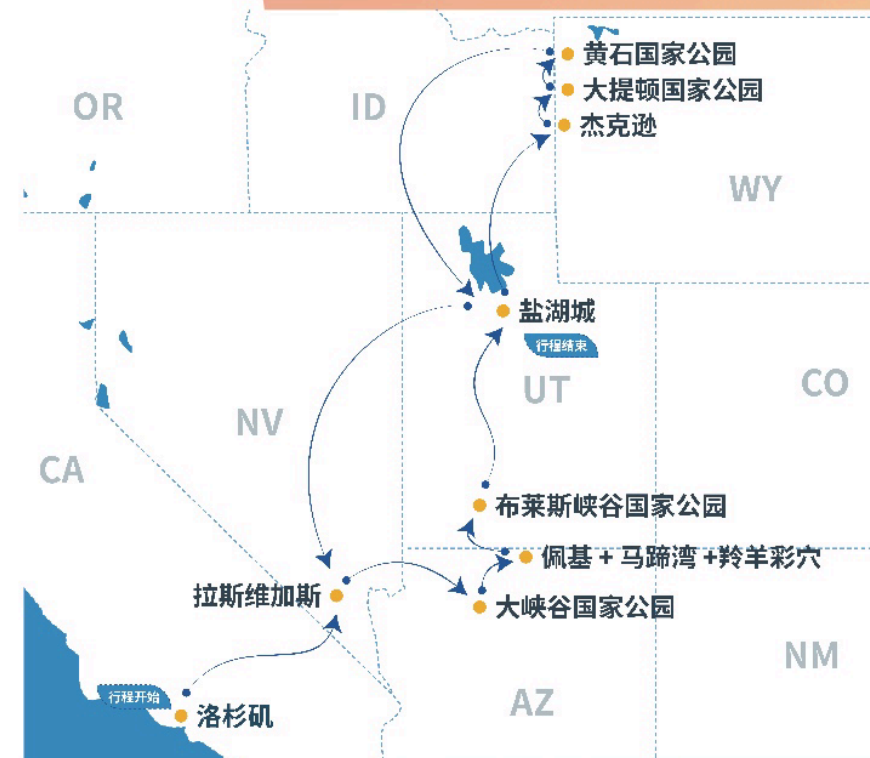 黄石国家公园
大提顿国家公园
OR
ID
杰克逊
WY
盐湖城
行程结束
UT
CO
NV
CA
布莱斯峡谷国家公园
佩基 + 马蹄湾 +羚羊彩穴
拉斯维加斯
大峡谷国家公园
NM
行程开始
AZ
洛杉矶